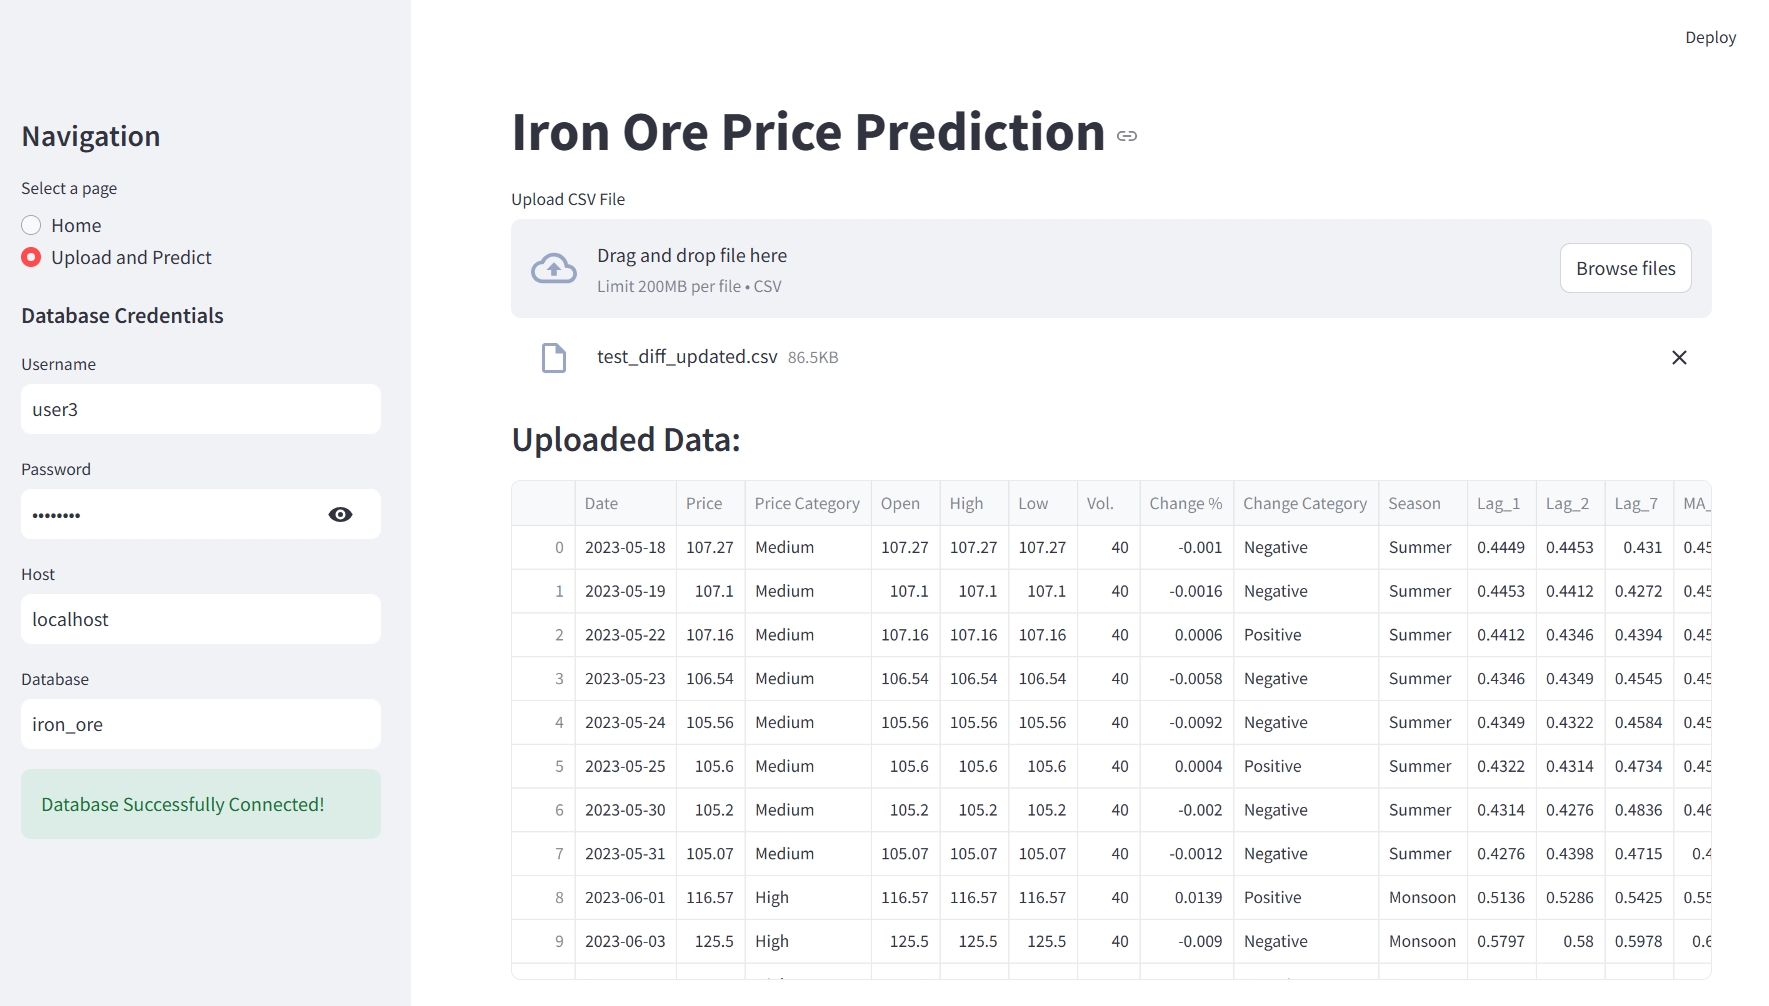 Deploy
Navigation
Select a page
Home
Upload and Predict
Database Credentials
Username
user3
Password
••••••••
Host
localhost
Database
iron_ore
Database Successfully Connected!
Iron Ore Price Prediction
Upload CSV File
Drag and drop file here
Limit 200MB per file • CSV
Browse files
test_diff_updated.csv 86.5KB
Uploaded Data:
Date Price Price Category Open High Low Vol. Change % Change Category Season Lag_1 Lag_2 Lag_7 MA_
0 2023-05-18 107.27 Medium 107.27 107.27 107.27 40 -0.001 Negative Summer 0.4449 0.4453 0.431 0.45
1 2023-05-19 107.1 Medium 107.1 107.1 107.1 40 -0.0016 Negative Summer 0.4453 0.4412 0.4272 0.45
2 2023-05-22 107.16 Medium 107.16 107.16 107.16 40 0.0006 Positive Summer 0.4412 0.4346 0.4394 0.45
3 2023-05-23 106.54 Medium 106.54 106.54 106.54 40 -0.0058 Negative Summer 0.4346 0.4349 0.4545 0.45
4 2023-05-24 105.56 Medium 105.56 105.56 105.56 40 -0.0092 Negative Summer 0.4349 0.4322 0.4584 0.45
5 2023-05-25 105.6 Medium 105.6 105.6 105.6 40 0.0004 Positive Summer 0.4322 0.4314 0.4734 0.45
6 2023-05-30 105.2 Medium 105.2 105.2 105.2 40 -0.002 Negative Summer 0.4314 0.4276 0.4836 0.46
7 2023-05-31 105.07 Medium 105.07 105.07 105.07 40 -0.0012 Negative Summer 0.4276 0.4398 0.4715 0.4
8 2023-06-01 116.57 High 116.57 116.57 116.57 40 0.0139 Positive Monsoon 0.5136 0.5286 0.5425 0.55
9 2023-06-03 125.5 High 125.5 125.5 125.5 40 -0.009 Negative Monsoon 0.5797 0.58 0.5978 0.6